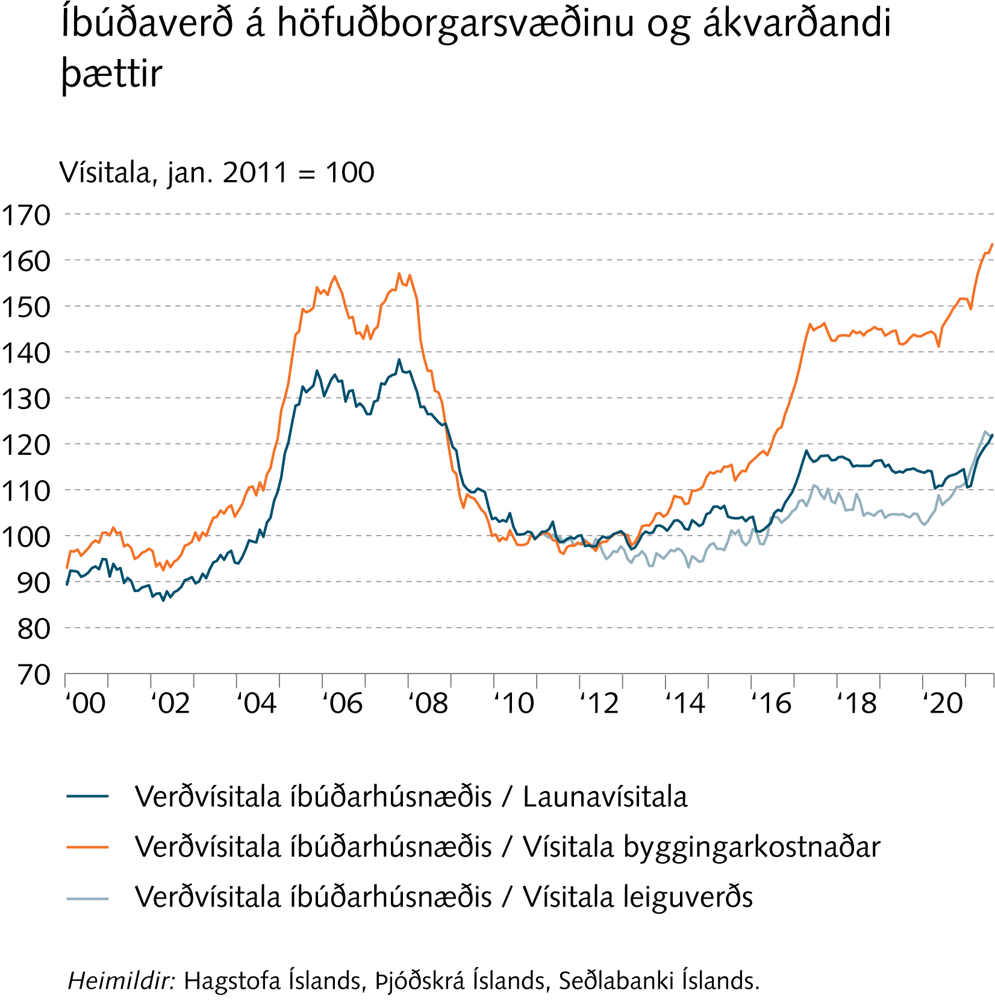 Íbúðaverð á höfuðborgarsvæðinu og ákvarðandi
þættir
Vísitala, jan. 2011 = 100
170
160
150
140
130
120
110
100
90
80
70
‘00 ‘02 ‘04 ‘06 ‘08 ‘10 ‘12 ‘14 ‘16 ‘18 ‘20
Verðvísitala íbúðarhúsnæðis / Launavísitala
Verðvísitala íbúðarhúsnæðis / Vísitala byggingarkostnaðar
Verðvísitala íbúðarhúsnæðis / Vísitala leiguverðs
Heimildir: Hagstofa Íslands, Þjóðskrá Íslands, Seðlabanki Íslands.